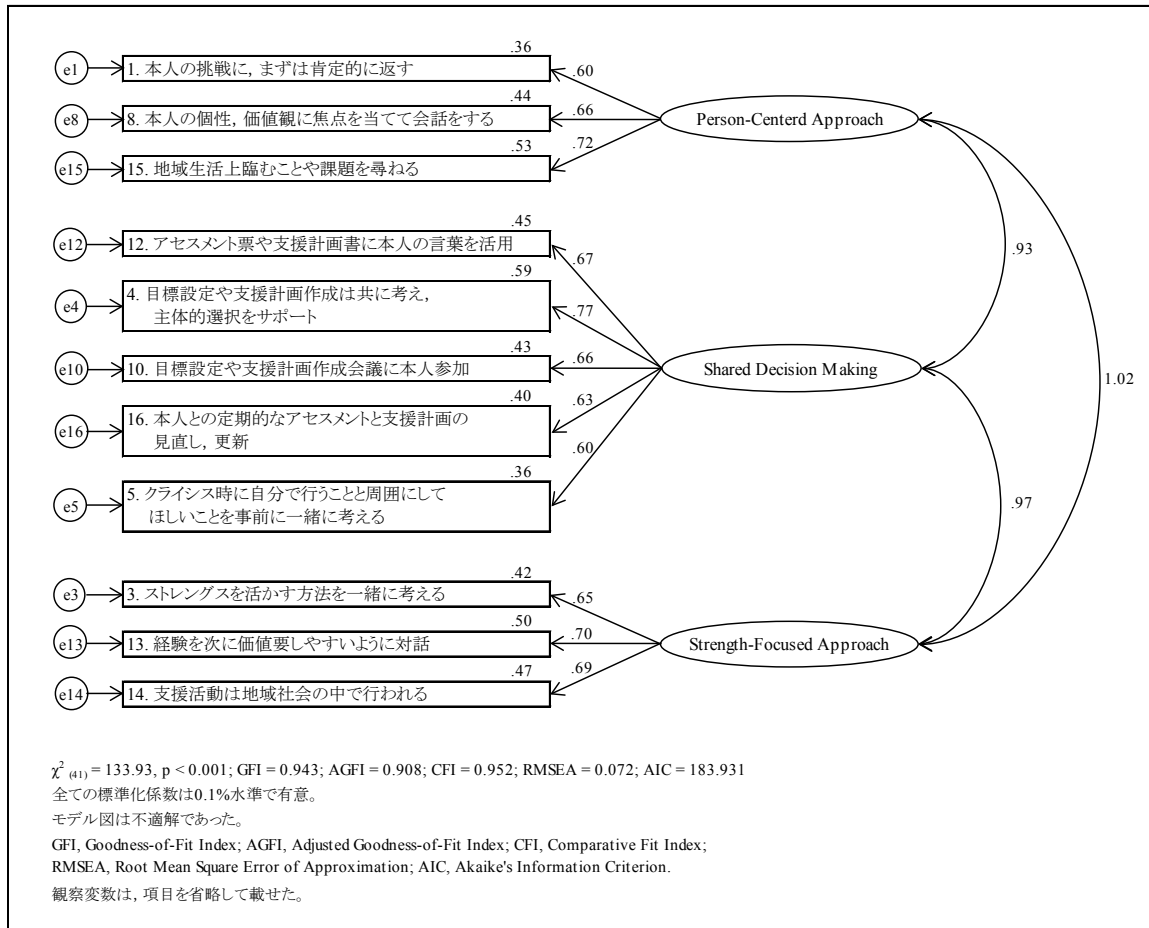 .36
e1
1. 本人の挑戦に, まずは肯定的に返す
.60
.44
e8
8. 本人の個性, 価値観に焦点を当てて会話をする
.66
Person-Centerd Approach
.53
e15
15. 地域生活上臨むことや課題を尋ねる
.72
.45
e12
12. アセスメント票や支援計画書に本人の言葉を活用
.67
.93
.59
e4
4. 目標設定や支援計画作成は共に考え,
主体的選択をサポート
.77
.43
e10
10. 目標設定や支援計画作成会議に本人参加
.66
Shared Decision Making
1.02
.40
e16
16. 本人との定期的なアセスメントと支援計画の
見直し, 更新
.63
.36
e5
5. クライシス時に自分で行うことと周囲にして
ほしいことを事前に一緒に考える
.60
.97
.42
e3
3. ストレングスを活かす方法を一緒に考える
.65
.50
e13
13. 経験を次に価値要しやすいように対話
.70
Strength-Focused Approach
.47
e14
14. 支援活動は地域社会の中で行われる
.69
χ² (41) = 133.93, p < 0.001; GFI = 0.943; AGFI = 0.908; CFI = 0.952; RMSEA = 0.072; AIC = 183.931
全ての標準化係数は0.1%水準で有意。
モデル図は不適解であった。
GFI, Goodness-of-Fit Index; AGFI, Adjusted Goodness-of-Fit Index; CFI, Comparative Fit Index;
RMSEA, Root Mean Square Error of Approximation; AIC, Akaike's Information Criterion.
観察変数は, 項目を省略して載せた。